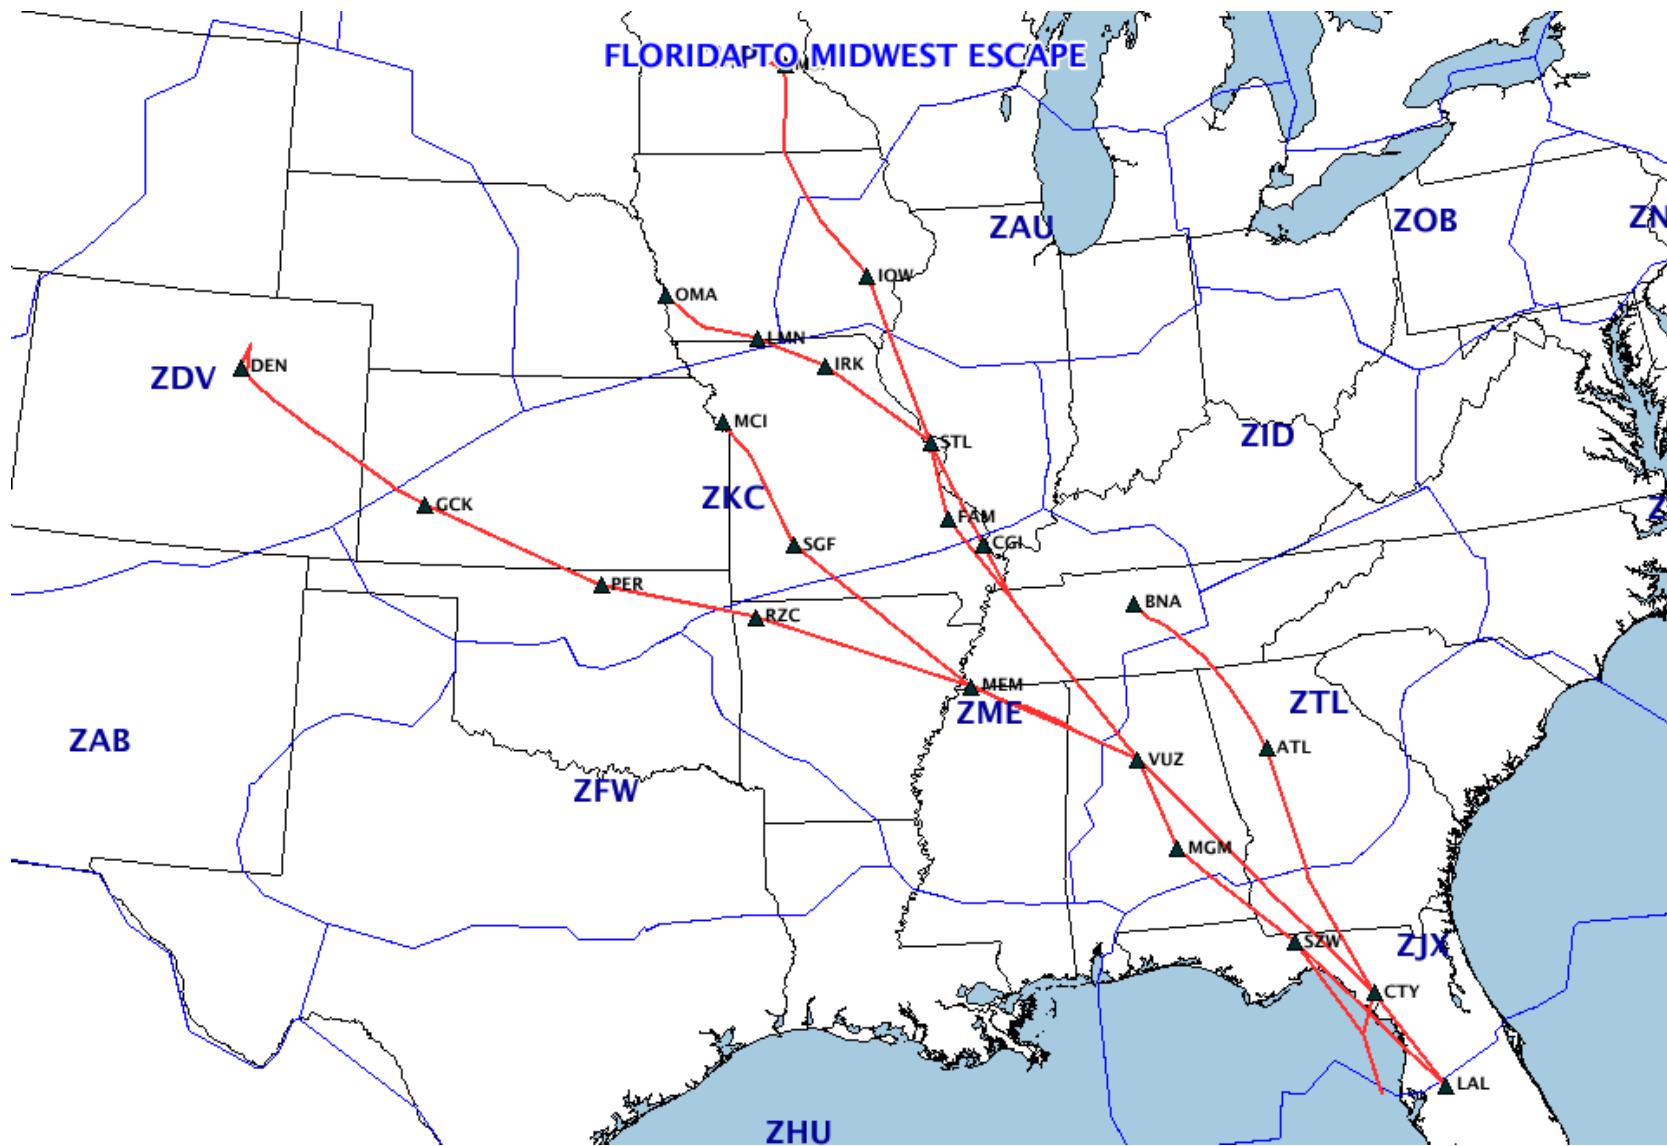 FLORIDA TO MIDWEST ESCAPE
ZAU
ZOB
ZN
IOW
OMA
LMN
DEN
IRK
ZDV
MCI
STL
ZID
ZKC
GCK
FAM
Z
SGF
CGI
PER
BNA
RZC
MEM
ZME
ZTL
ZAB
ATL
VUZ
ZFW
MGM
SZW
ZJX
CTY
LAL
ZHU